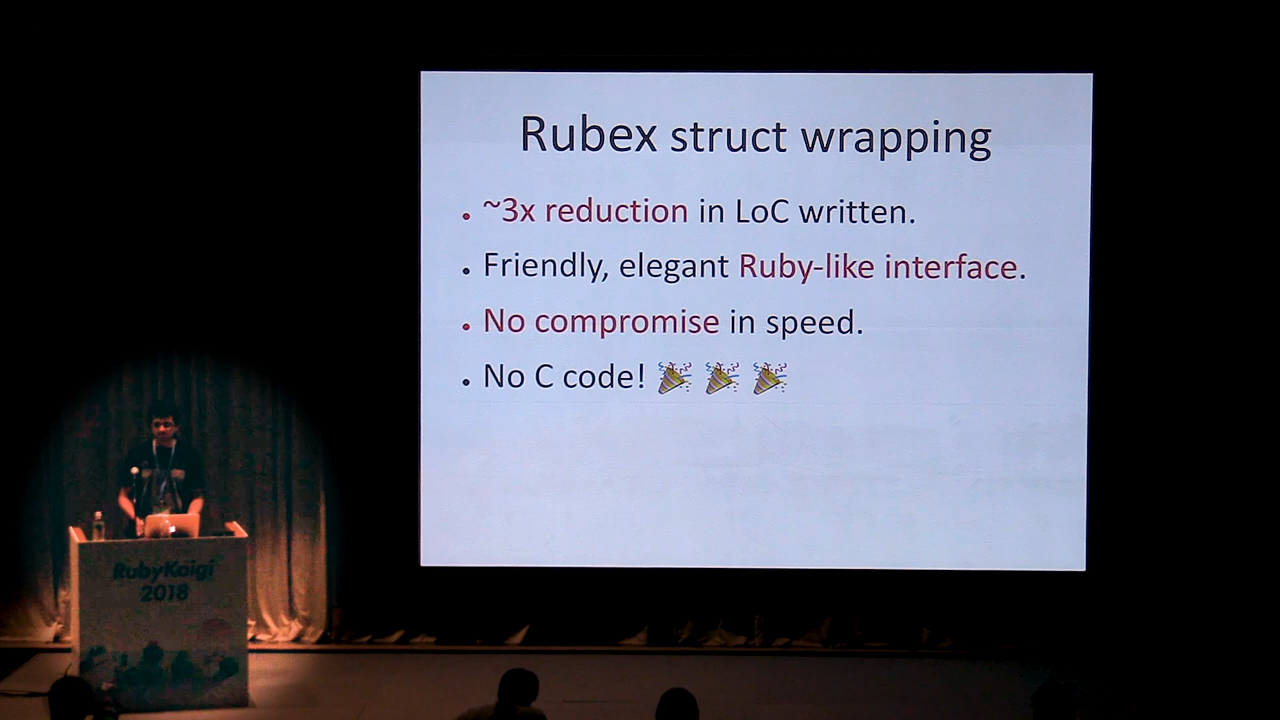 Rubex struct wrapping
• ~3x reduction in LoC written.
• Friendly, elegant Ruby-like interface.
• No compromise in speed.
• No C code! 🎉 🎉 🎉
RubyKaigi
2018